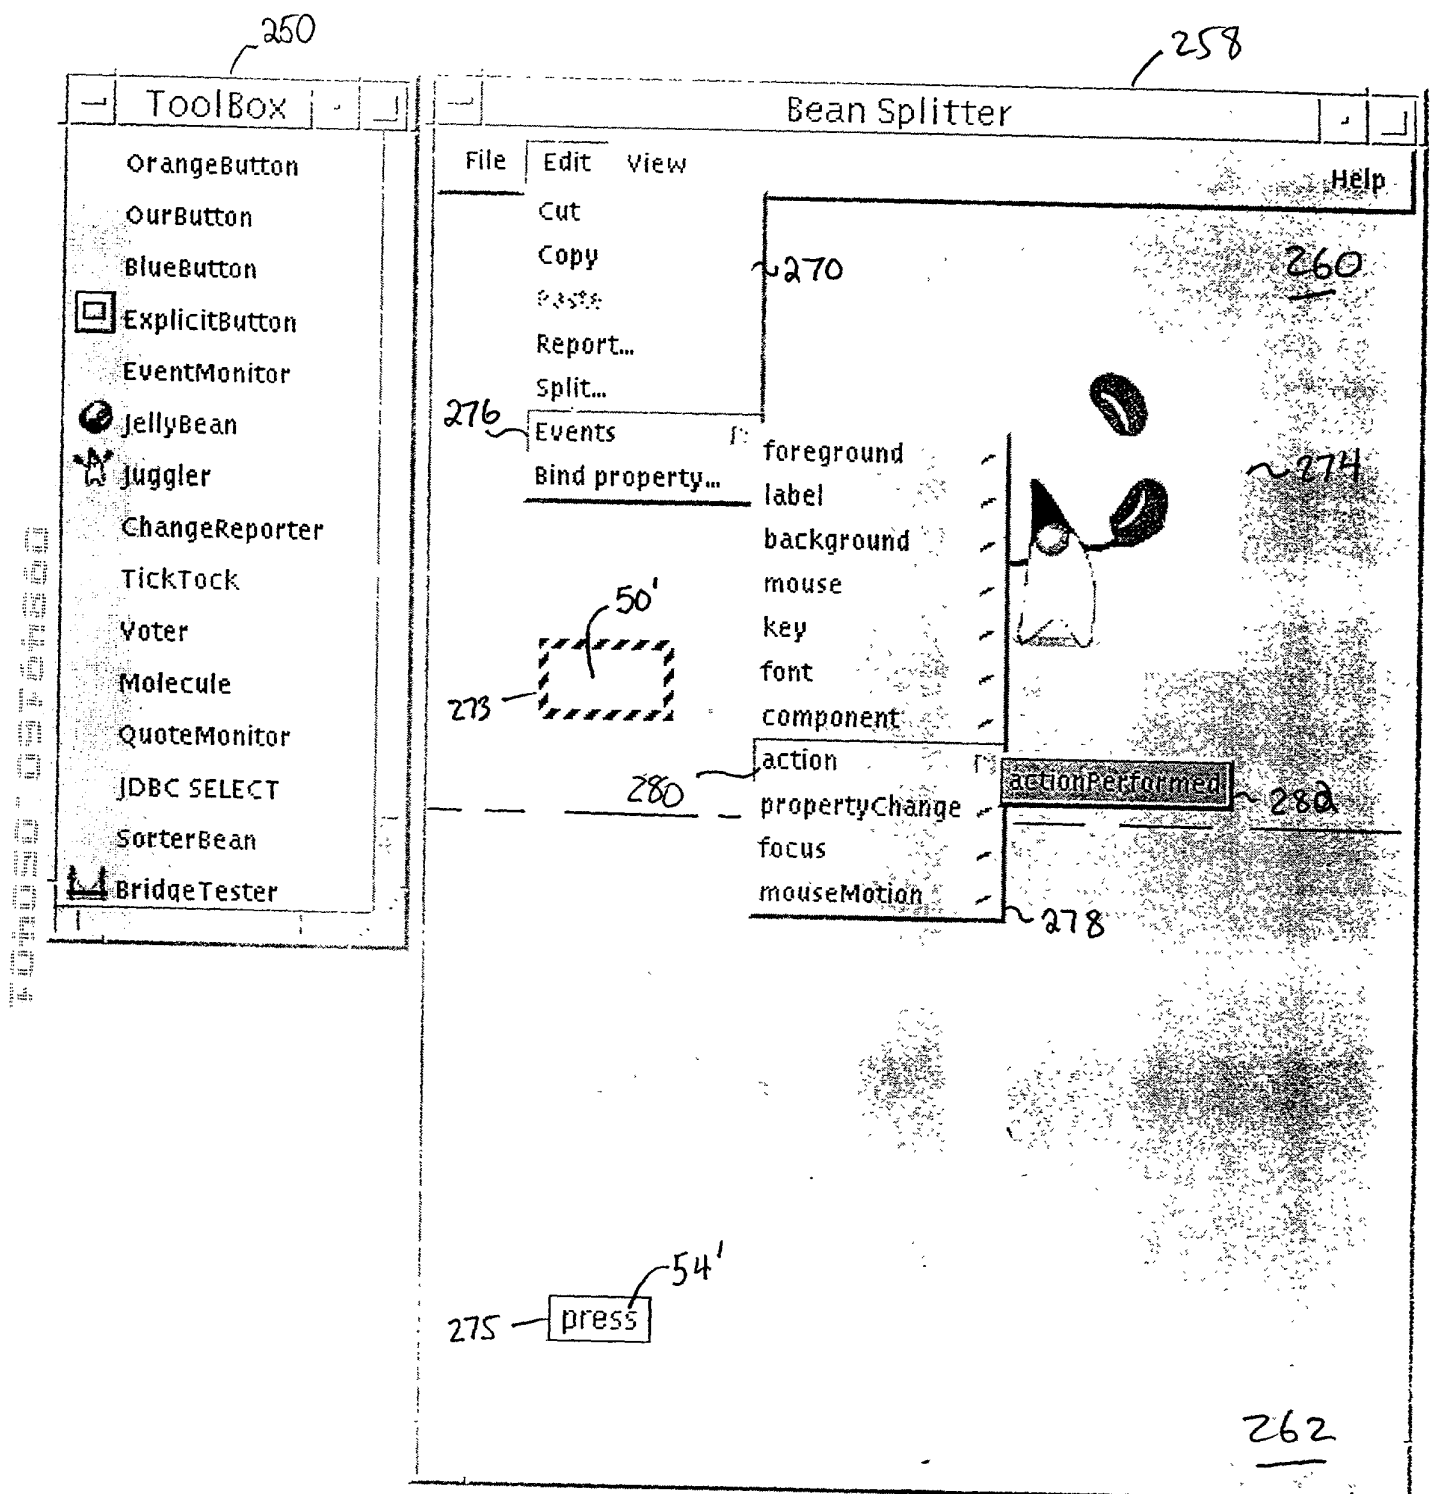 250
258
ToolBox
Bean Splitter
File Edit View Help
OrangeButton
OurButton
BlueButton
ExplicitButton
EventMonitor
JellyBean
Juggler
ChangeReporter
TickTock
Voter
Molecule
QuoteMonitor
JDBC SELECT
SorterBean
BridgeTester
Cut
Copy
Paste
Report...
Split...
Events
Bind property...
270
260
276
foreground
label
background
mouse
key
font
component
action
propertyChange
focus
mouseMotion
274
50'
273
280
actionPerformed
282
278
54'
275
press
262